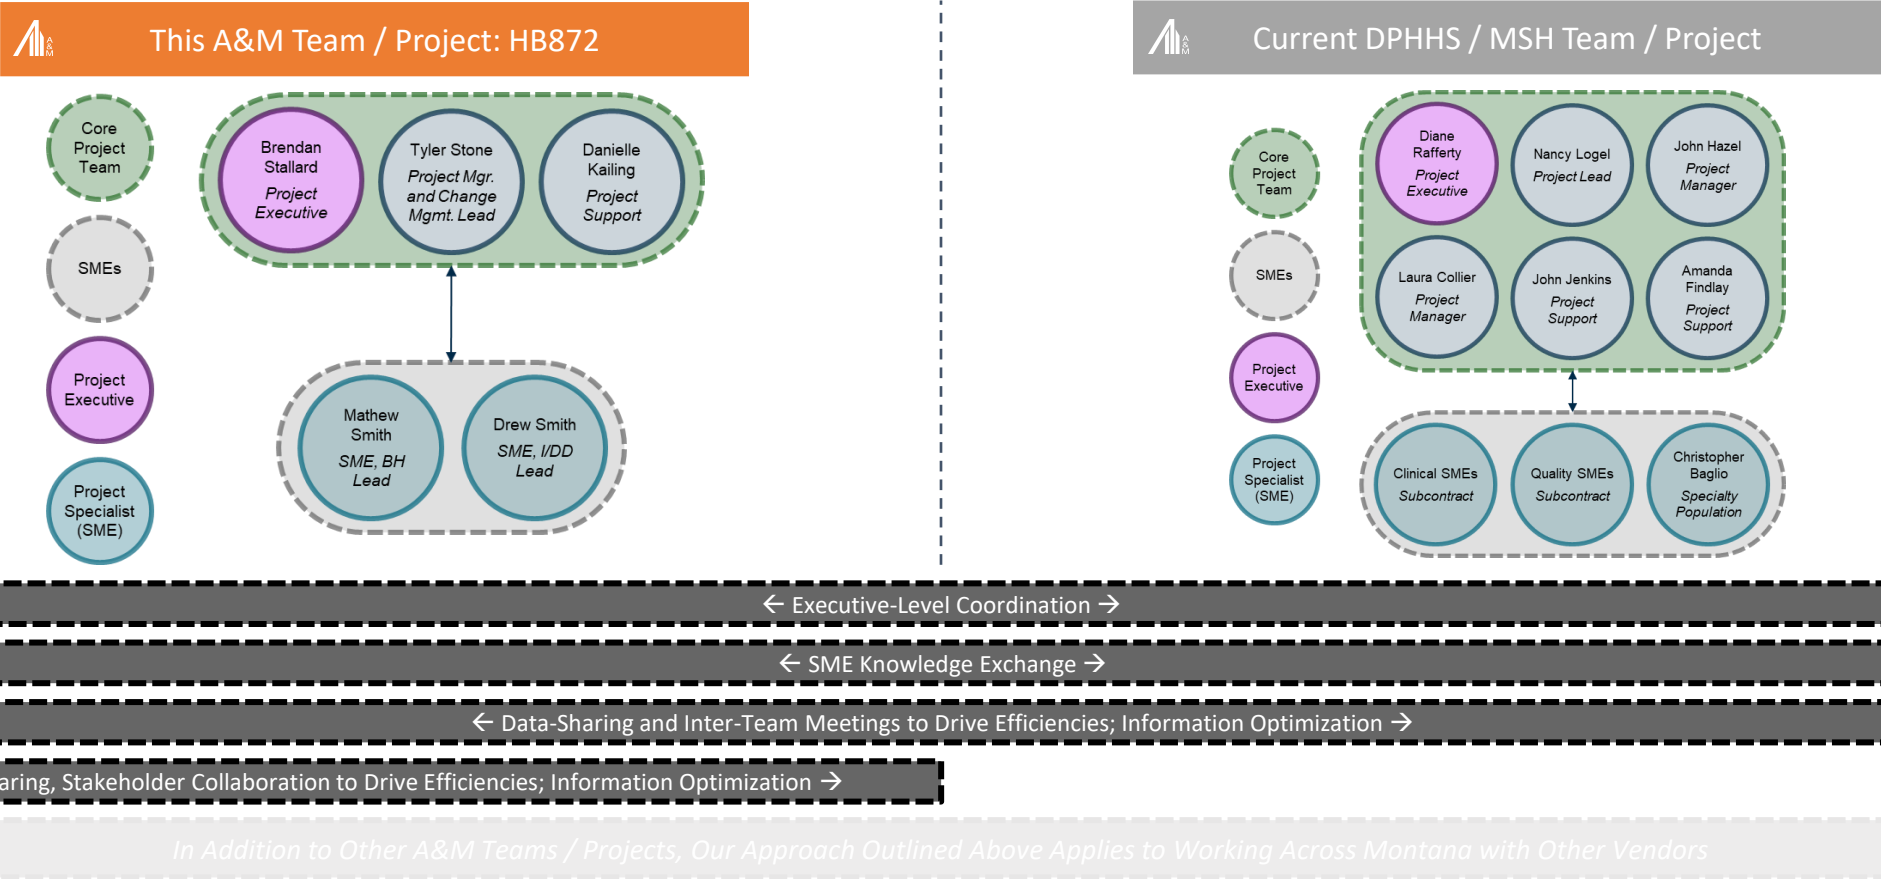 A&M
This A&M Team / Project: HB872
Core
Project
Team
SMEs
Project
Executive
Project
Specialist
(SME)
Brendan
Stallard
Project
Executive
Tyler Stone
Project Mgr.
and Change
Mgmt. Lead
Danielle
Kailing
Project
Support
Mathew
Smith
SME, BH
Lead
Drew Smith
SME, I/DD
Lead
A&M
Current DPHHS / MSH Team / Project
Core
Project
Team
SMEs
Project
Executive
Project
Specialist
(SME)
Diane
Rafferty
Project
Executive
Nancy Logel
Project Lead
John Hazel
Project
Manager
Laura Collier
Project
Manager
John Jenkins
Project
Support
Amanda
Findlay
Project
Support
Clinical SMEs
Subcontract
Quality SMEs
Subcontract
Christopher
Baglio
Specialty
Population
← Executive-Level Coordination →
← SME Knowledge Exchange →
← Data-Sharing and Inter-Team Meetings to Drive Efficiencies; Information Optimization →
aring, Stakeholder Collaboration to Drive Efficiencies; Information Optimization →
In Addition to Other A&M Teams / Projects, Our Approach Outlined Above Applies to Working Across Montana with Other Vendors